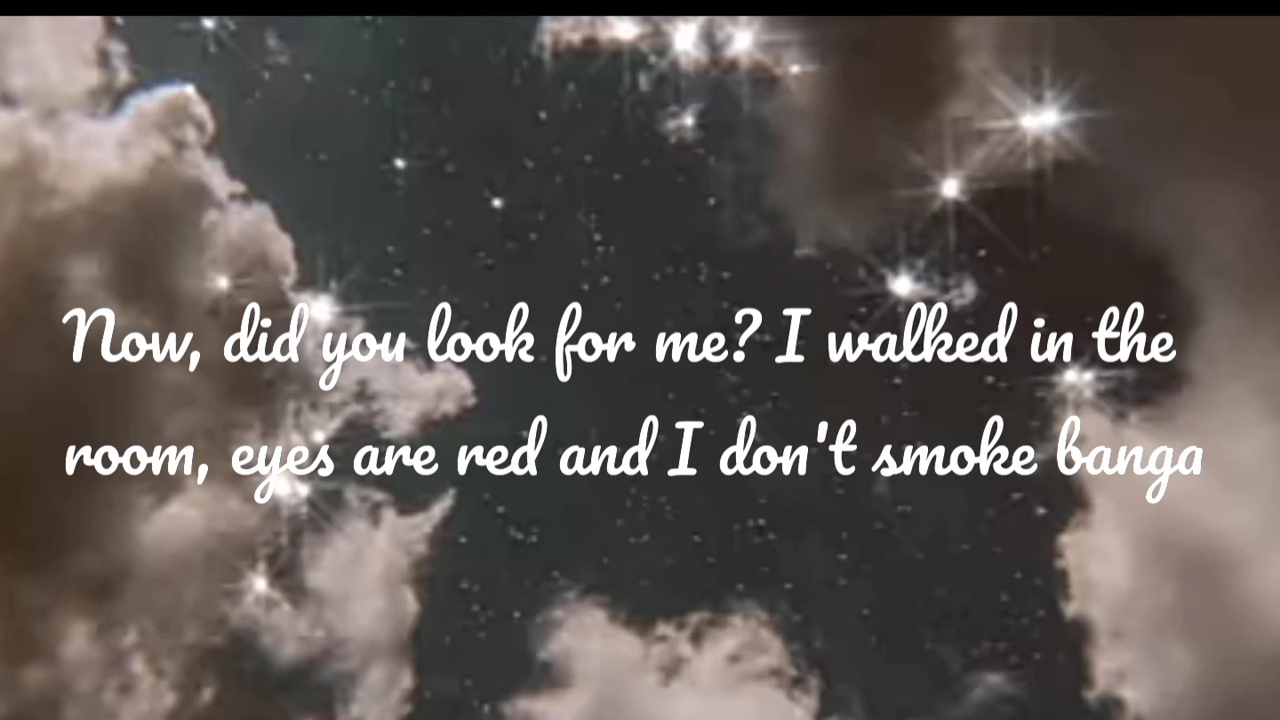 Now, did you look for me? I walked in the
room, eyes are red and I don't smoke banga